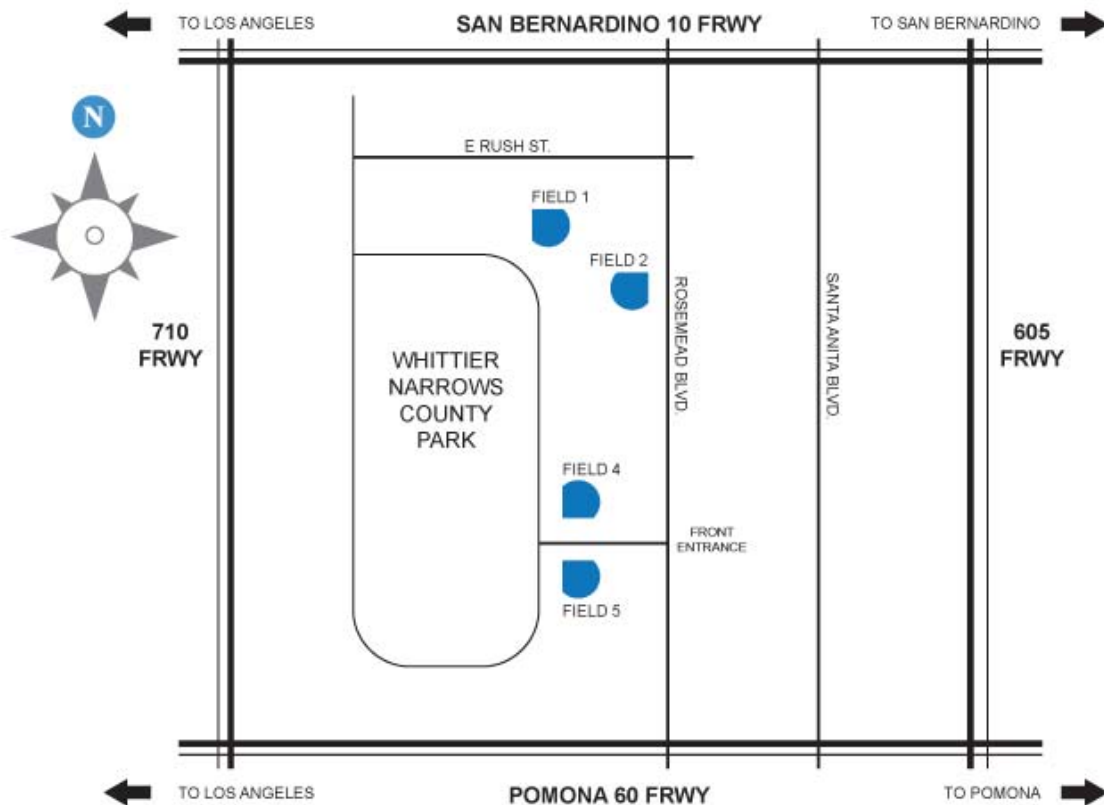 TO LOS ANGELES
SAN BERNARDINO 10 FRWY
TO SAN BERNARDINO
N
E RUSH ST.
FIELD 1
FIELD 2
ROSEMEAD BLVD.
SANTA ANITA BLVD.
710
FRWY
605
FRWY
WHITTIER
NARROWS
COUNTY
PARK
FIELD 4
FRONT
ENTRANCE
FIELD 5
TO LOS ANGELES
POMONA 60 FRWY
TO POMONA